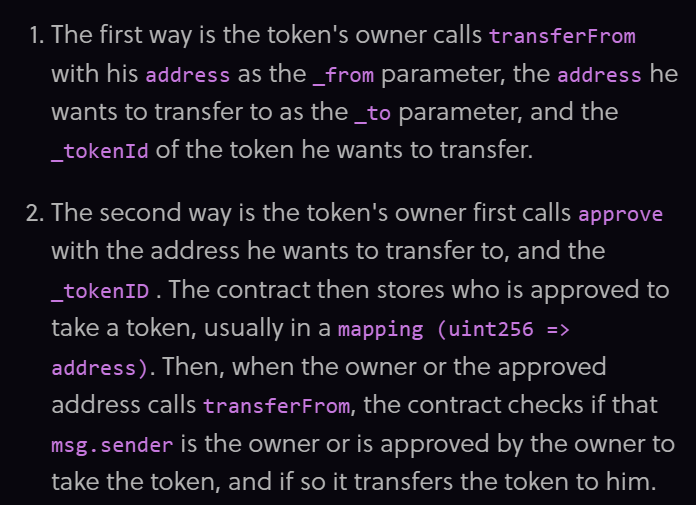 1. The first way is the token's owner calls transferFrom
with his address as the _from parameter, the address he
wants to transfer to as the _to parameter, and the
_tokenId of the token he wants to transfer.
2. The second way is the token's owner first calls approve
with the address he wants to transfer to, and the
_tokenID . The contract then stores who is approved to
take a token, usually in a mapping (uint256 =>
address). Then, when the owner or the approved
address calls transferFrom, the contract checks if that
msg.sender is the owner or is approved by the owner to
take the token, and if so it transfers the token to him.